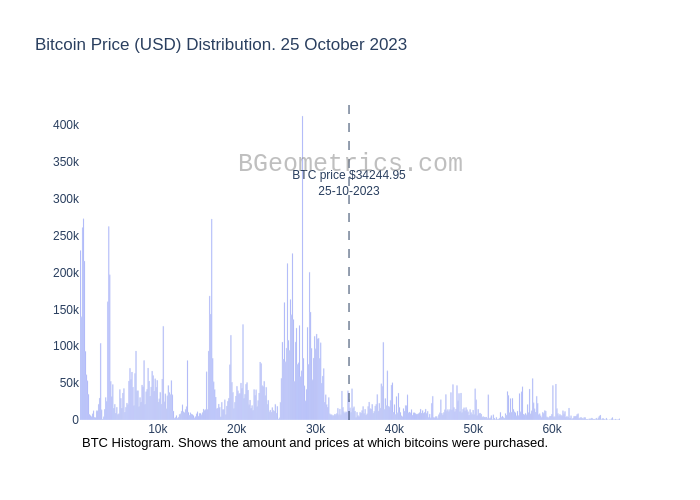 Bitcoin Price (USD) Distribution. 25 October 2023
400k
BGeometrics.com
350k
BTC price $34244.95
25-10-2023
300k
250k
200k
150k
100k
50k
0
10k 20k 30k 40k 50k 60k
BTC Histogram. Shows the amount and prices at which bitcoins were purchased.